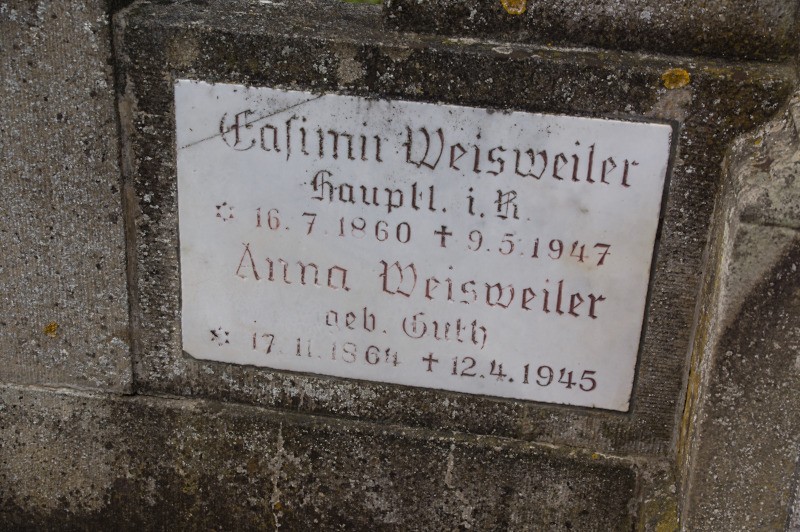 Casimir Weisweiler
Hauptl. i. R.
* 16. 7. 1860 ✝ 9. 5. 1947
Anna Weisweiler
geb. Guth
* 17. 11. 1864 ✝ 12. 4. 1945